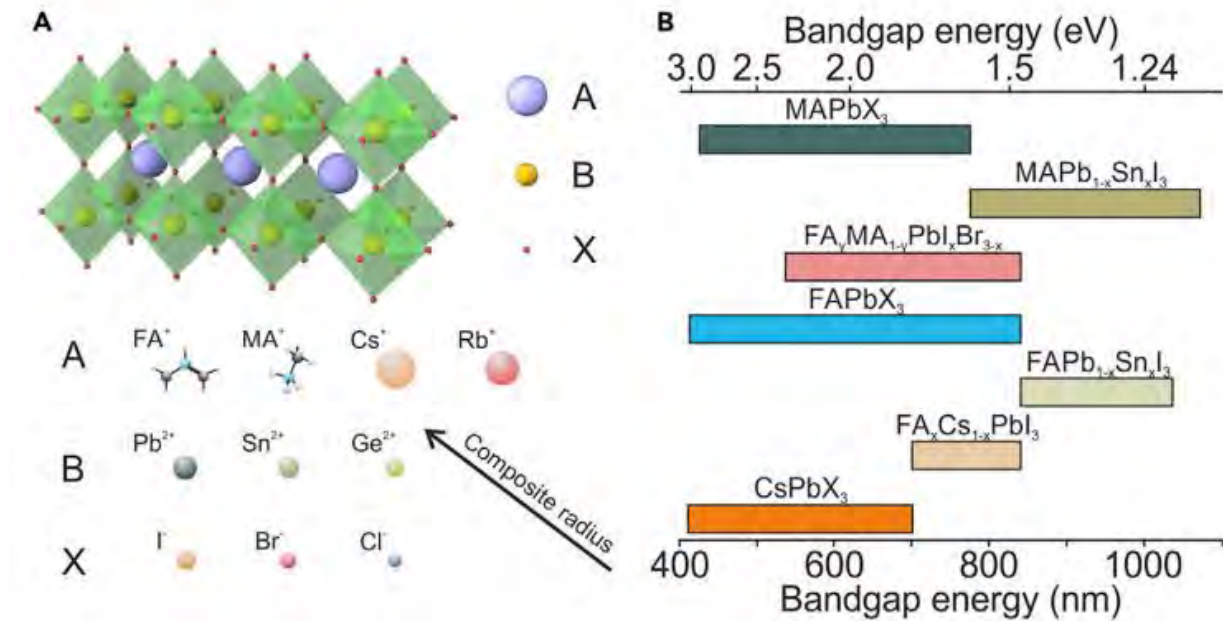 A
A
B
X
A
FA⁺ MA⁺ Cs⁺ Rb⁺
B
Pb²⁺ Sn²⁺ Ge²⁺
X
I⁻ Br⁻ Cl⁻
Composite radius
B
Bandgap energy (eV)
3.0 2.5 2.0 1.5 1.24
MAPbX₃
MAPb₁₋ₓSnₓI₃
FAᵧMA₁₋ᵧPbIₓBr₃₋ₓ
FAPbX₃
FAPb₁₋ₓSnₓI₃
FAₓCs₁₋ₓPbI₃
CsPbX₃
400 600 800 1000
Bandgap energy (nm)